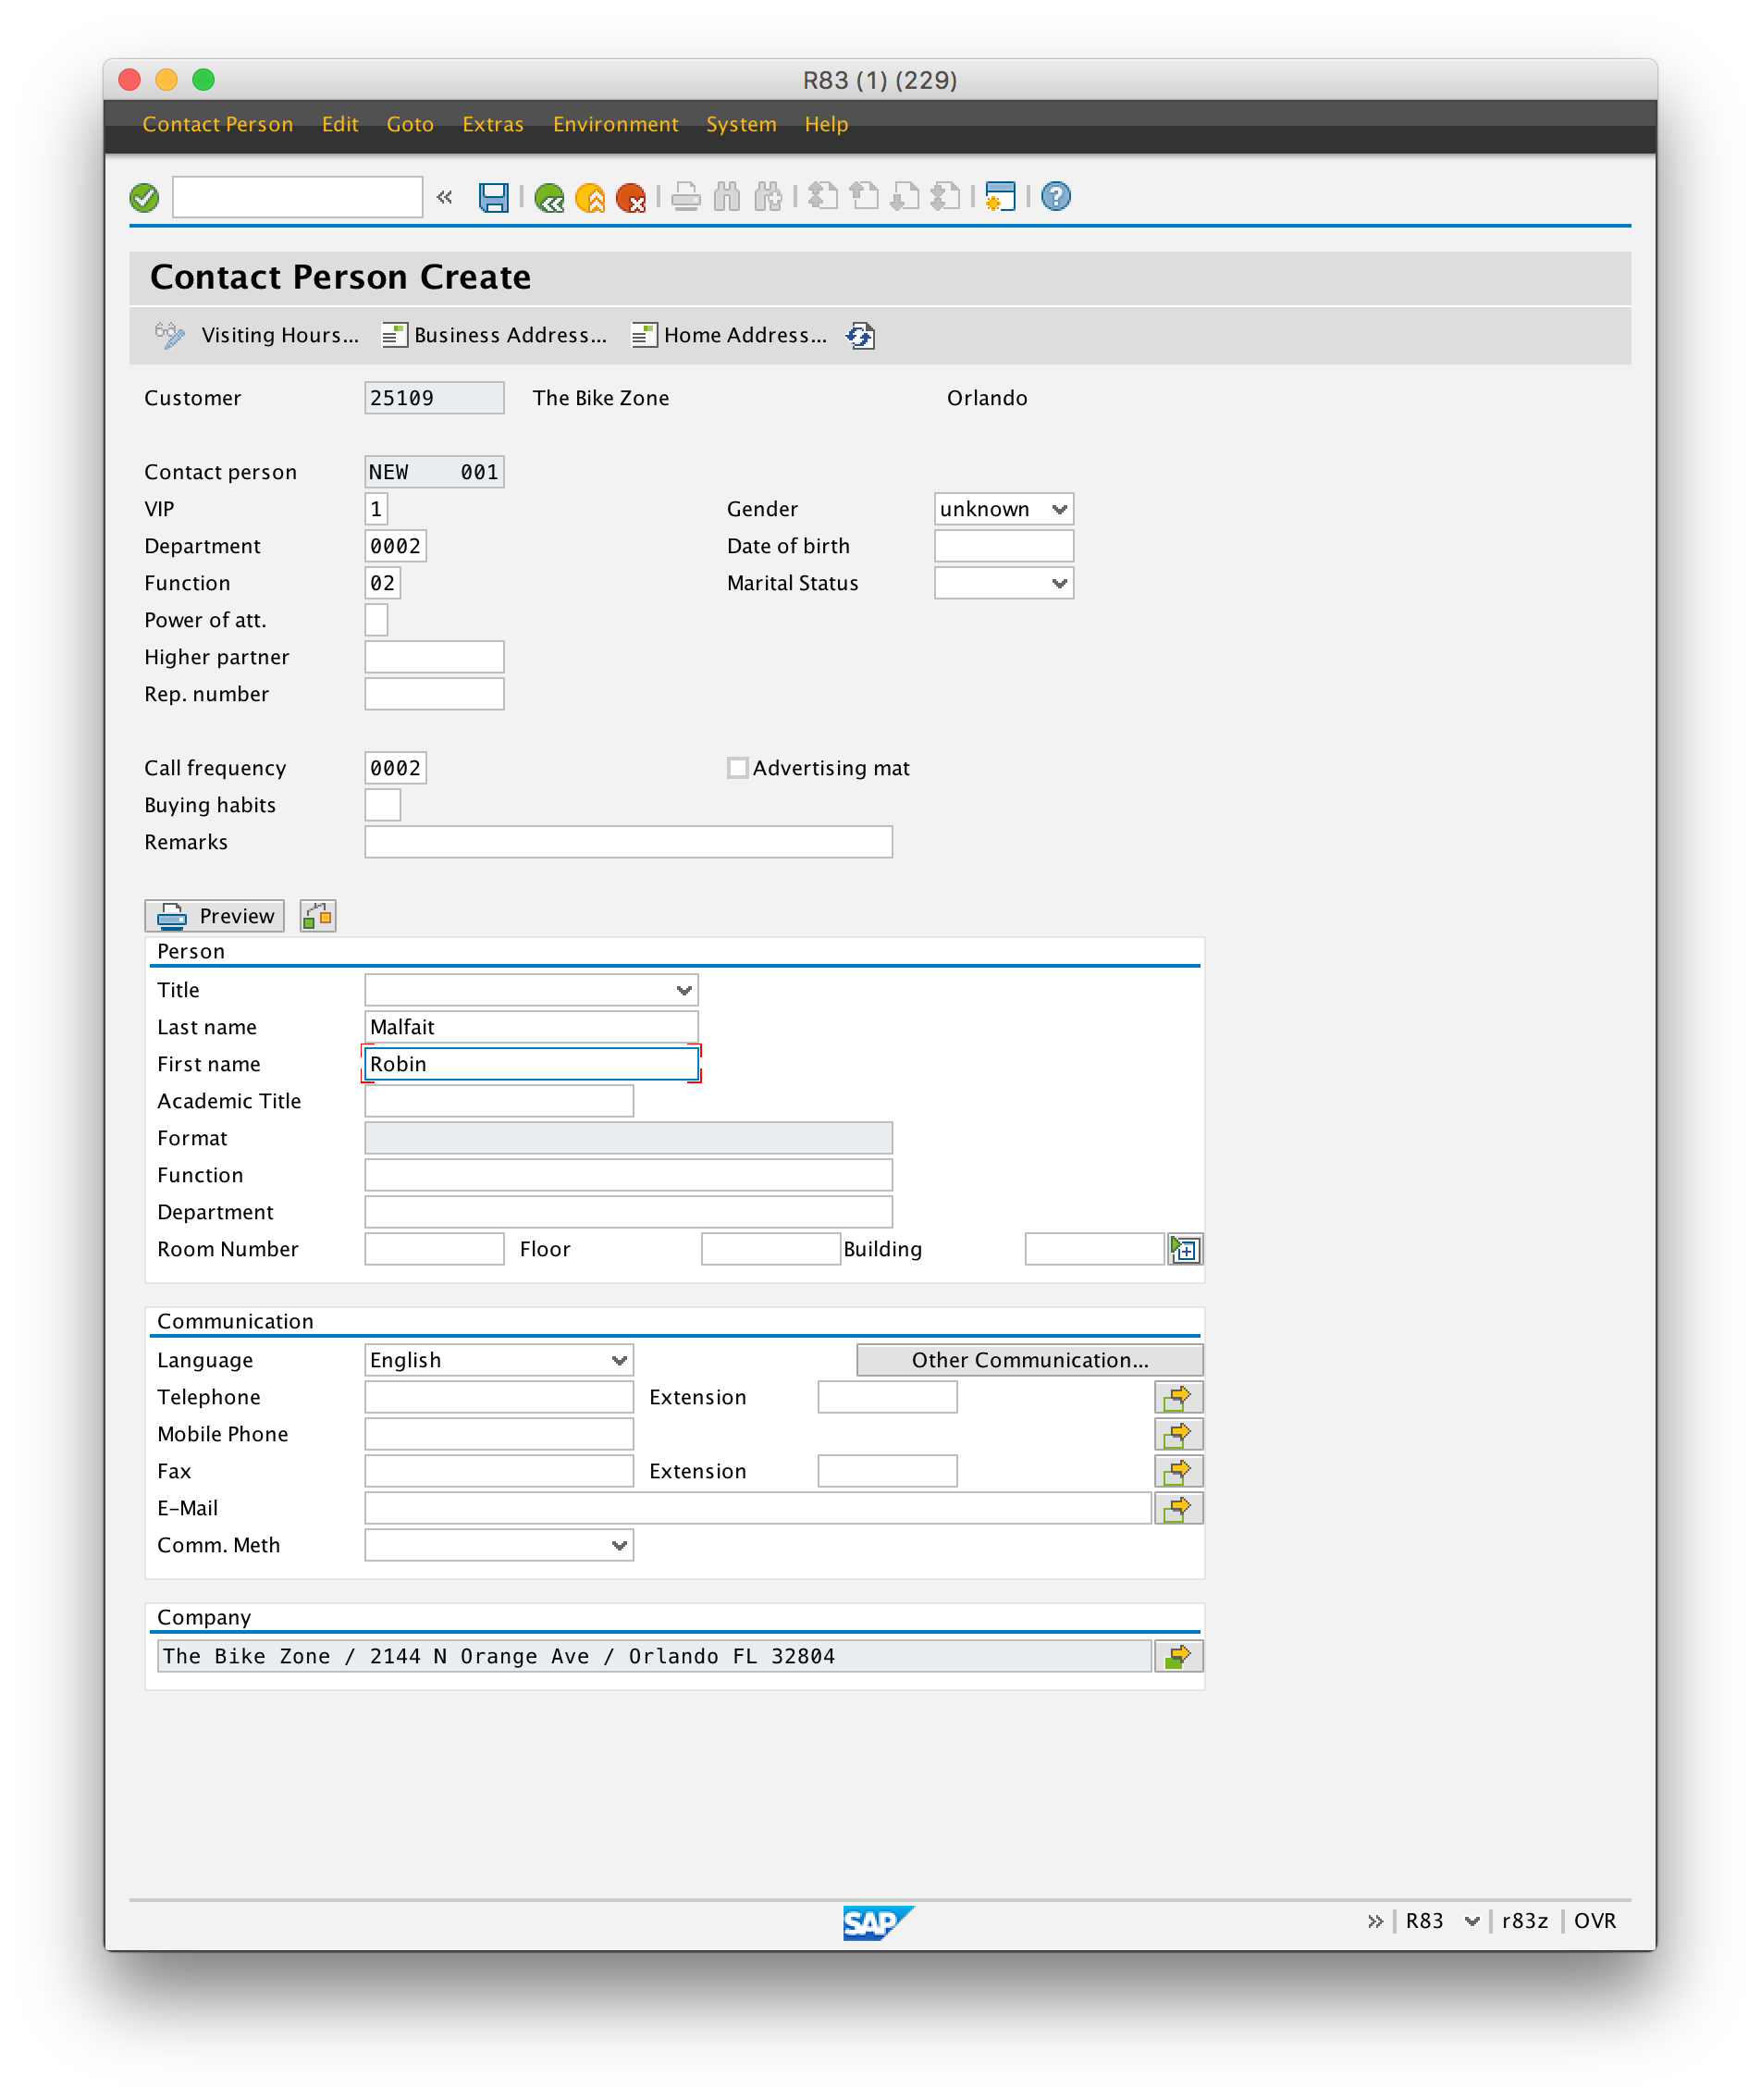 R83 (1) (229)
Contact Person Edit Goto Extras Environment System Help
Contact Person Create
Visiting Hours... Business Address... Home Address...
Customer 25109 The Bike Zone Orlando
Contact person NEW 001
VIP 1 Gender unknown
Department 0002 Date of birth
Function 02 Marital Status
Power of att.
Higher partner
Rep. number
Call frequency 0002 Advertising mat
Buying habits
Remarks
Preview
Person
Title
Last name Malfait
First name Robin
Academic Title
Format
Function
Department
Room Number Floor Building
Communication
Language English Other Communication...
Telephone Extension
Mobile Phone
Fax Extension
E-Mail
Comm. Meth
Company
The Bike Zone / 2144 N Orange Ave / Orlando FL 32804
SAP R83 r83z OVR